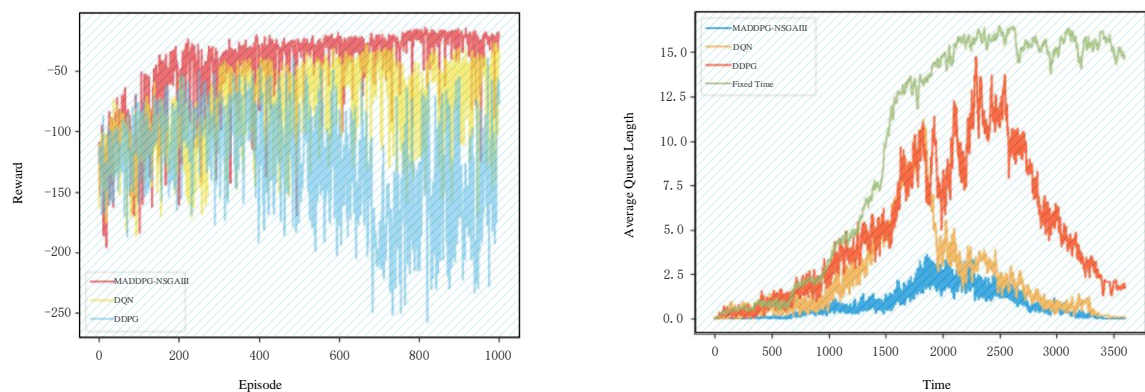 MADDPG-NSGAIII
DQN
DDPG
−50
−100
−150
−200
−250
0
200
400
600
800
1000
Reward
Episode
MADDPG-NSGAIII
DQN
DDPG
Fixed Time
15.0
12.5
10.0
7.5
5.0
2.5
0.0
0
500
1000
1500
2000
2500
3000
3500
Average Queue Length
Time